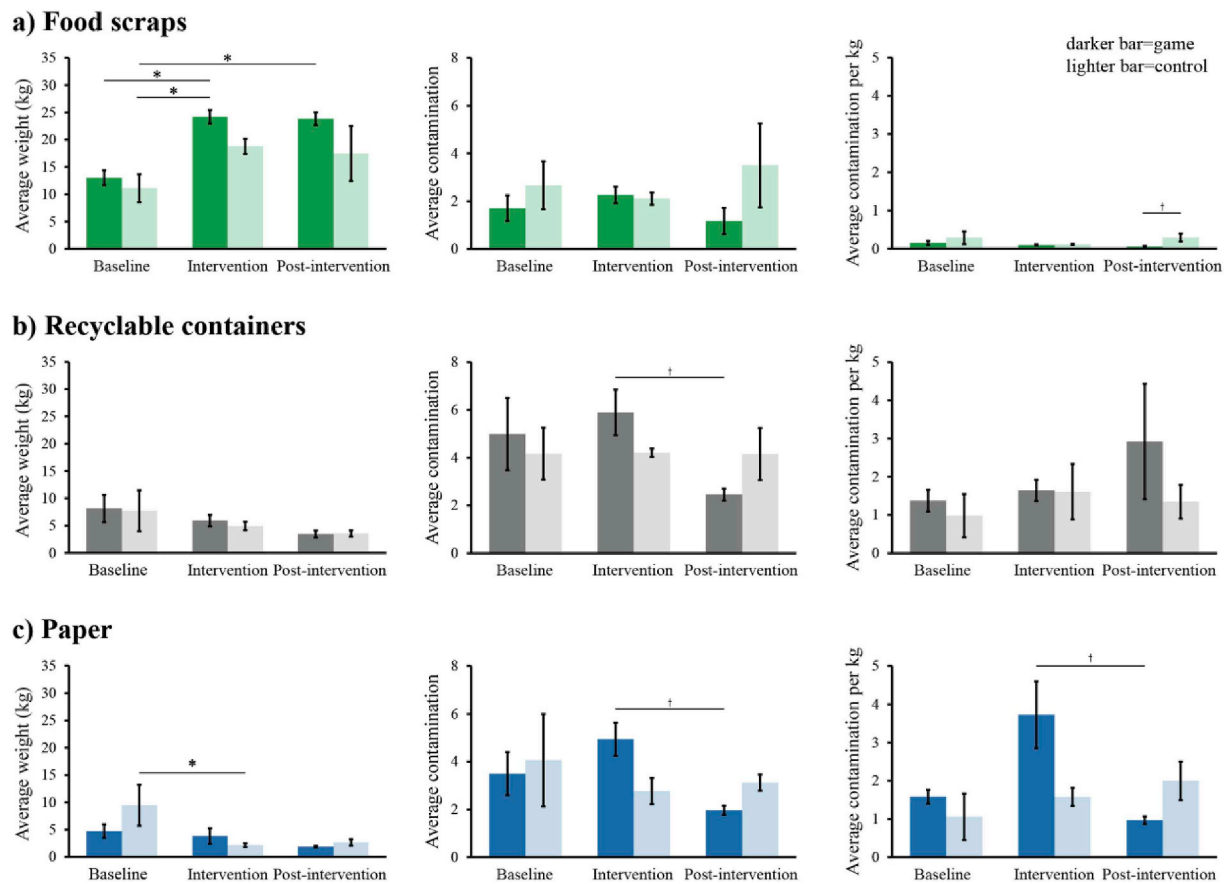 a) Food scraps
darker bar=game
lighter bar=control
Average weight (kg)
35
30
25
20
15
10
5
0
*
*
*
Baseline Intervention Post-intervention
Average contamination
8
6
4
2
0
Baseline Intervention Post-intervention
Average contamination per kg
5
4
3
2
1
0
†
Baseline Intervention Post-intervention
b) Recyclable containers
Average weight (kg)
35
30
25
20
15
10
5
0
Baseline Intervention Post-intervention
Average contamination
8
6
4
2
0
†
Baseline Intervention Post-intervention
Average contamination per kg
5
4
3
2
1
0
Baseline Intervention Post-intervention
c) Paper
Average weight (kg)
35
30
25
20
15
10
5
0
*
Baseline Intervention Post-intervention
Average contamination
8
6
4
2
0
†
Baseline Intervention Post-intervention
Average contamination per kg
5
4
3
2
1
0
†
Baseline Intervention Post-intervention